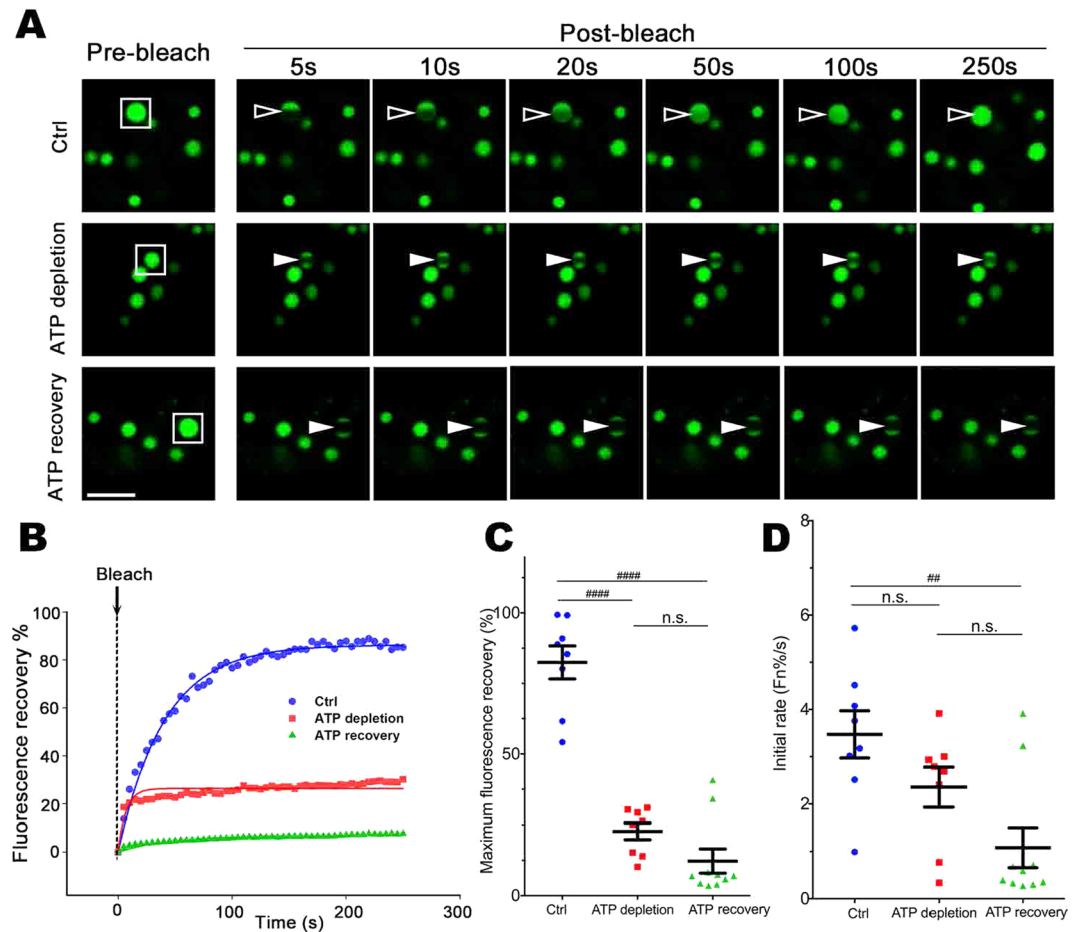 A
Pre-bleach
Post-bleach
5s 10s 20s 50s 100s 250s
Ctrl
ATP depletion
ATP recovery
B
Bleach
Fluorescence recovery %
100
80
60
40
20
0
Ctrl
ATP depletion
ATP recovery
0 100 200 300
Time (s)
C
Maximum fluorescence recovery (%)
100
50
0
####
####
n.s.
Ctrl ATP depletion ATP recovery
D
Initial rate (Fn%/s)
8
6
4
2
0
##
n.s.
n.s.
Ctrl ATP depletion ATP recovery